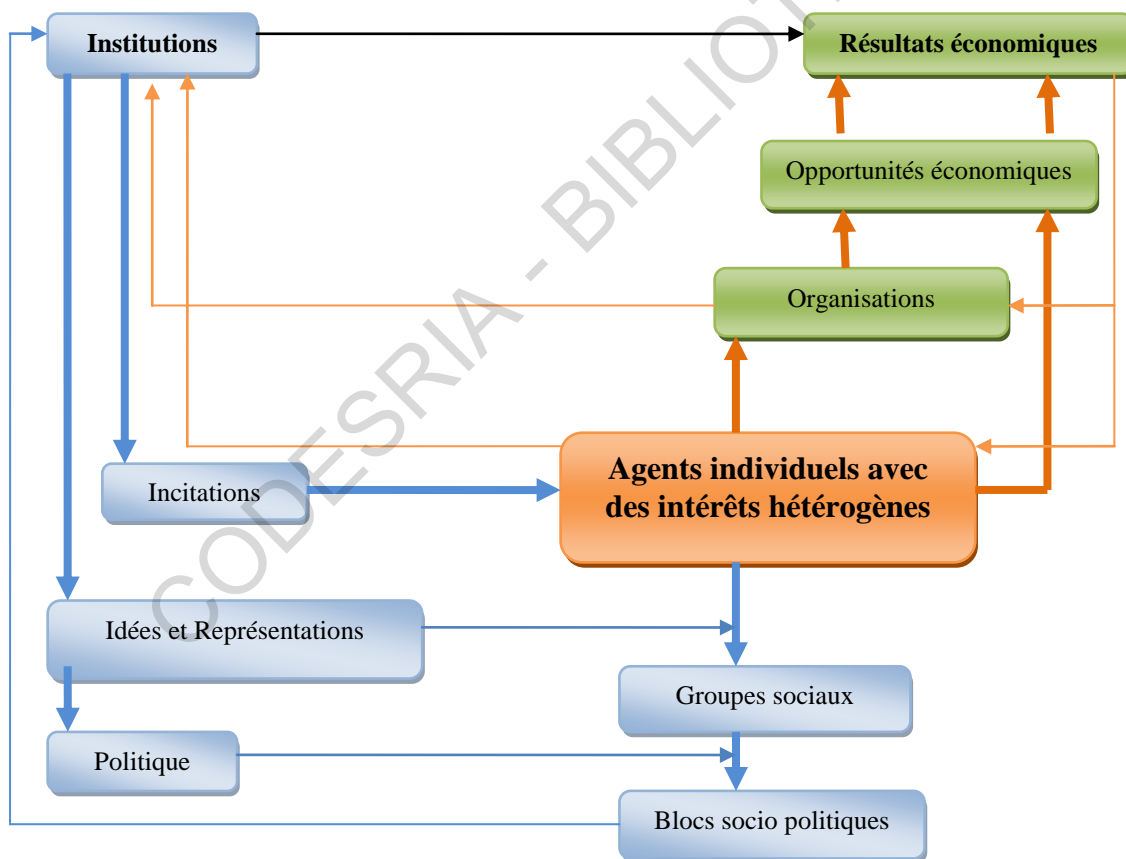 Institutions
Résultats économiques
Opportunités économiques
Organisations
Agents individuels avec
des intérêts hétérogènes
Incitations
Idées et Représentations
Groupes sociaux
Politique
Blocs socio politiques
CODESRIA - BIBLIOT